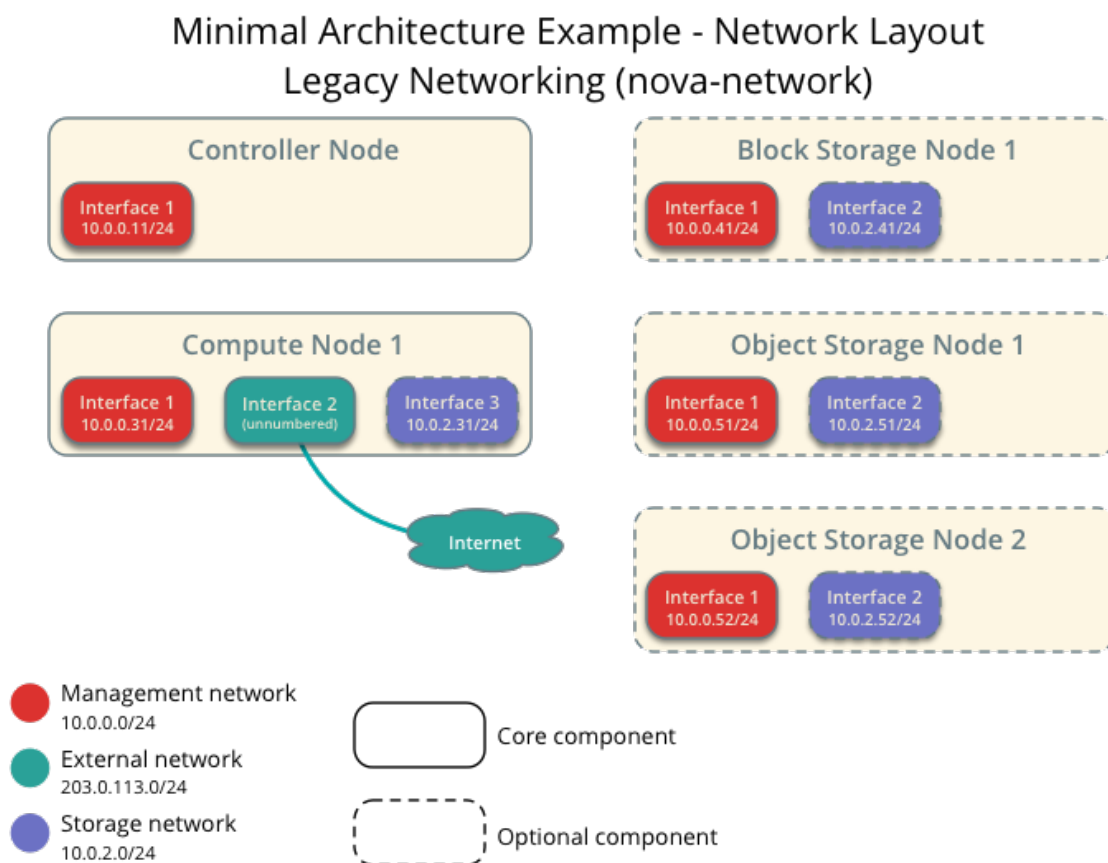 Minimal Architecture Example - Network Layout
Legacy Networking (nova-network)
Controller Node
Interface 1
10.0.0.11/24
Block Storage Node 1
Interface 1
10.0.0.41/24
Interface 2
10.0.2.41/24
Compute Node 1
Interface 1
10.0.0.31/24
Interface 2
(unnumbered)
Interface 3
10.0.2.31/24
Object Storage Node 1
Interface 1
10.0.0.51/24
Interface 2
10.0.2.51/24
Internet
Object Storage Node 2
Interface 1
10.0.0.52/24
Interface 2
10.0.2.52/24
Management network
10.0.0.0/24
External network
203.0.113.0/24
Storage network
10.0.2.0/24
Core component
Optional component